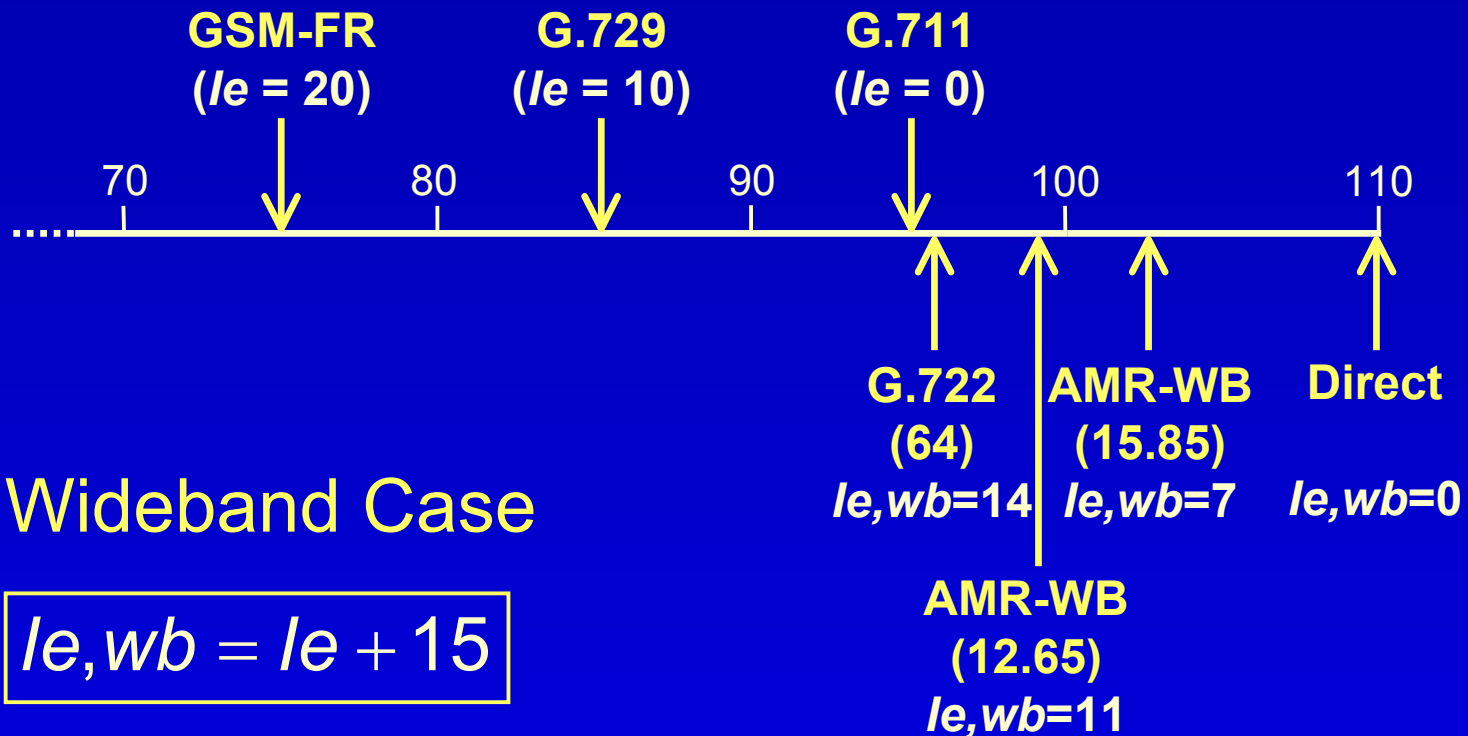 GSM-FR
(Ie = 20)
G.729
(Ie = 10)
G.711
(Ie = 0)
70
80
90
100
110
G.722
(64)
Ie,wb=14
AMR-WB
(15.85)
Ie,wb=7
Direct
Ie,wb=0
Wideband Case
AMR-WB
(12.65)
Ie,wb=11
Ie,wb = Ie + 15